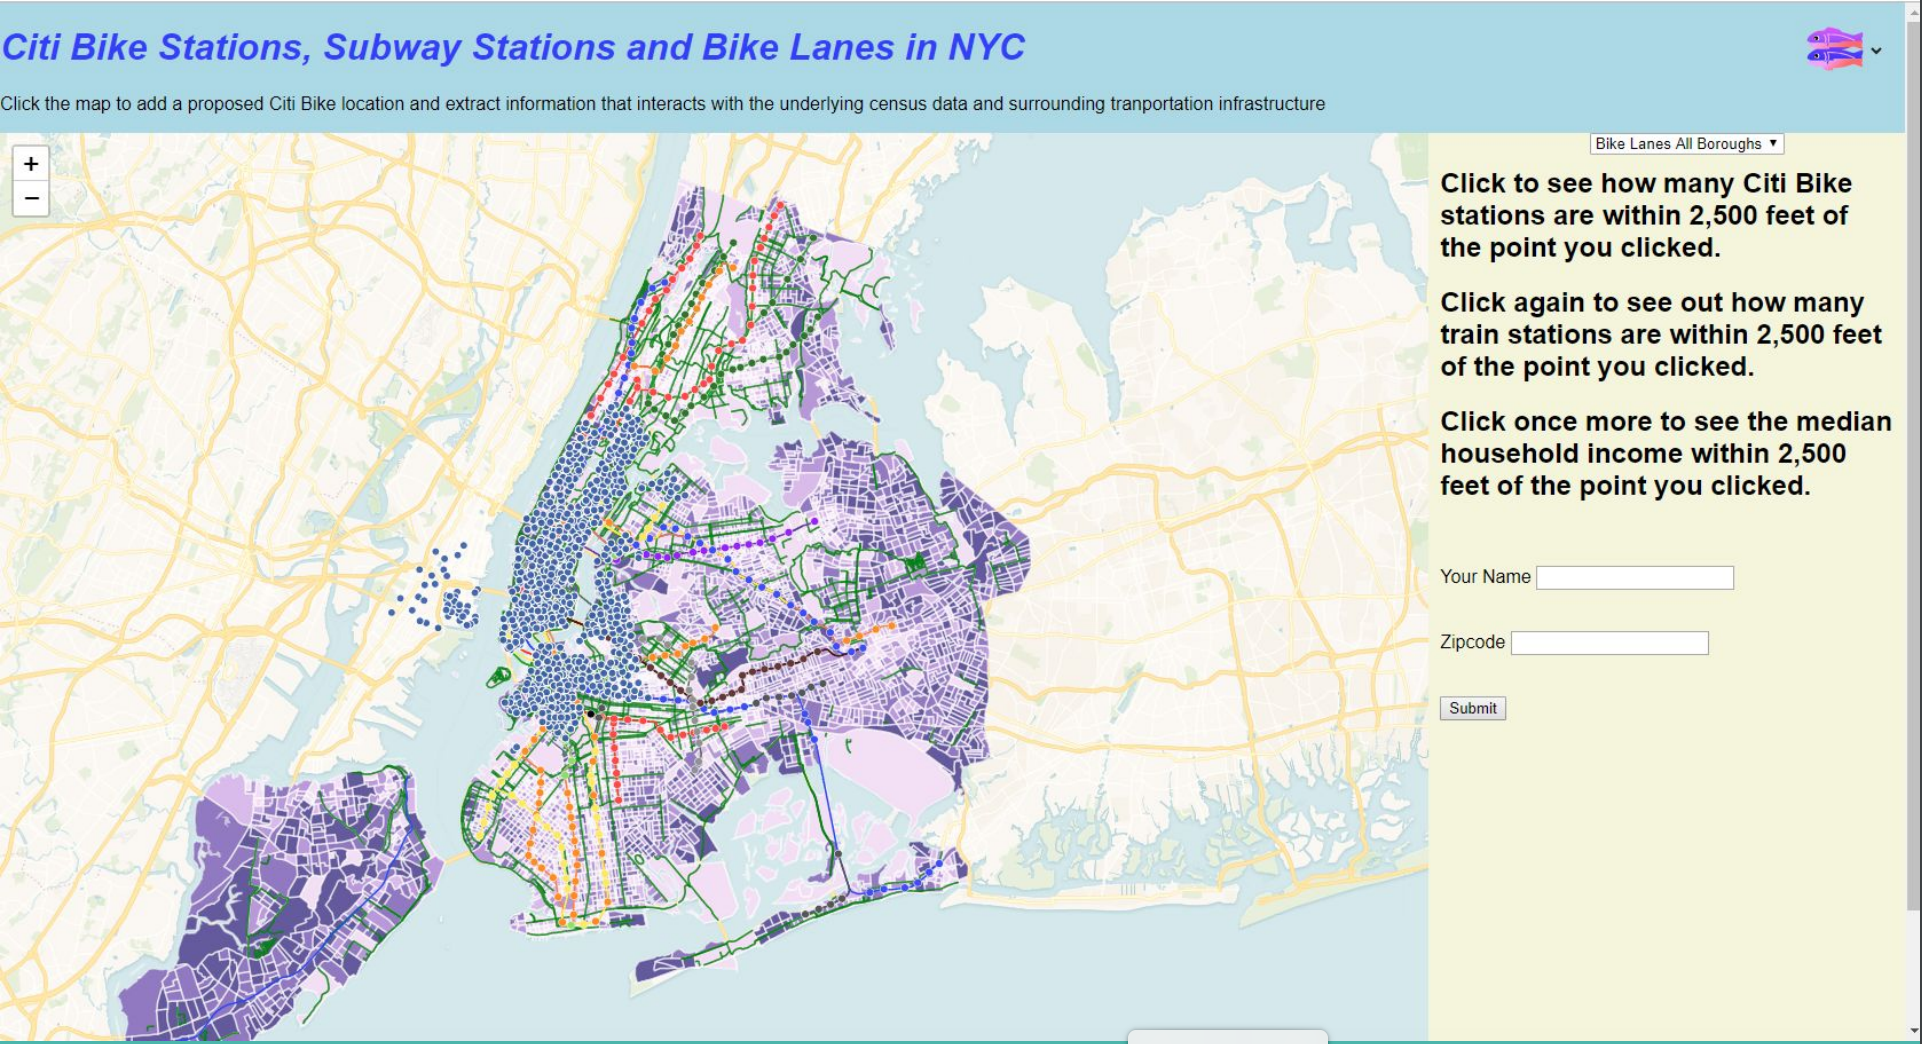 Citi Bike Stations, Subway Stations and Bike Lanes in NYC
Click the map to add a proposed Citi Bike location and extract information that interacts with the underlying census data and surrounding tranportation infrastructure
+
−
Bike Lanes All Boroughs
Click to see how many Citi Bike
stations are within 2,500 feet of
the point you clicked.
Click again to see out how many
train stations are within 2,500 feet
of the point you clicked.
Click once more to see the median
household income within 2,500
feet of the point you clicked.
Your Name
Zipcode
Submit